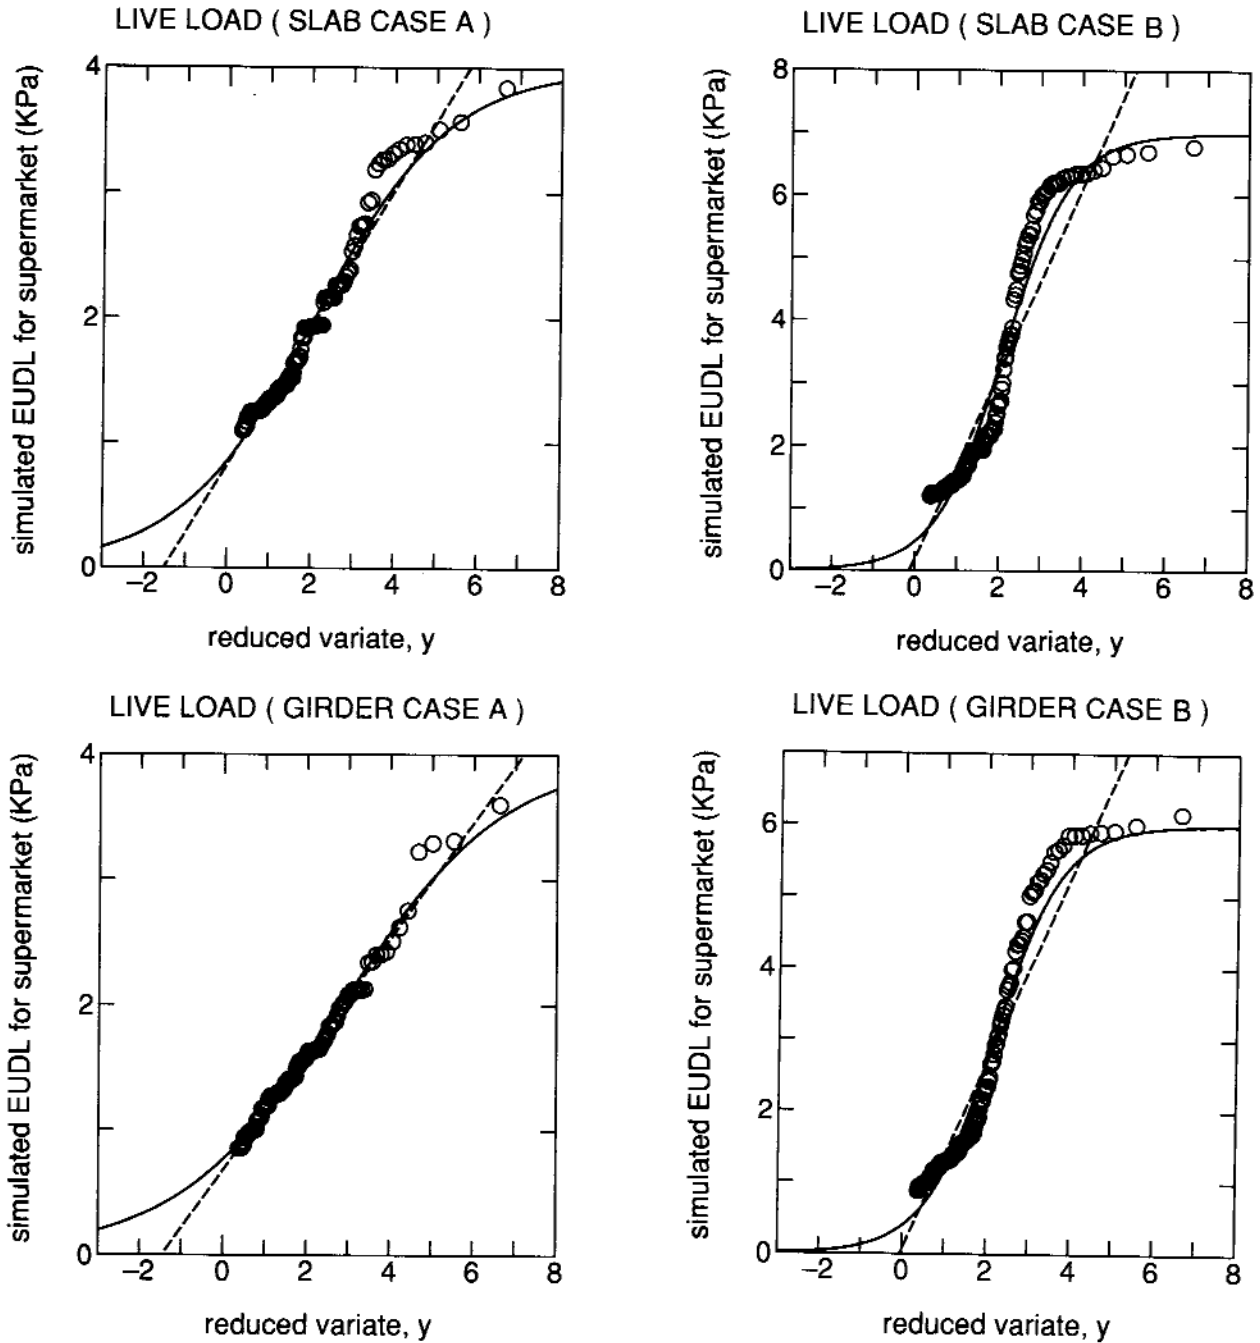 LIVE LOAD ( SLAB CASE A )
simulated EUDL for supermarket (KPa)
4
2
0
−2 0 2 4 6 8
reduced variate, y
LIVE LOAD ( SLAB CASE B )
simulated EUDL for supermarket (KPa)
8
6
4
2
0
−2 0 2 4 6 8
reduced variate, y
LIVE LOAD ( GIRDER CASE A )
simulated EUDL for supermarket (KPa)
4
2
0
−2 0 2 4 6 8
reduced variate, y
LIVE LOAD ( GIRDER CASE B )
simulated EUDL for supermarket (KPa)
6
4
2
0
−2 0 2 4 6 8
reduced variate, y